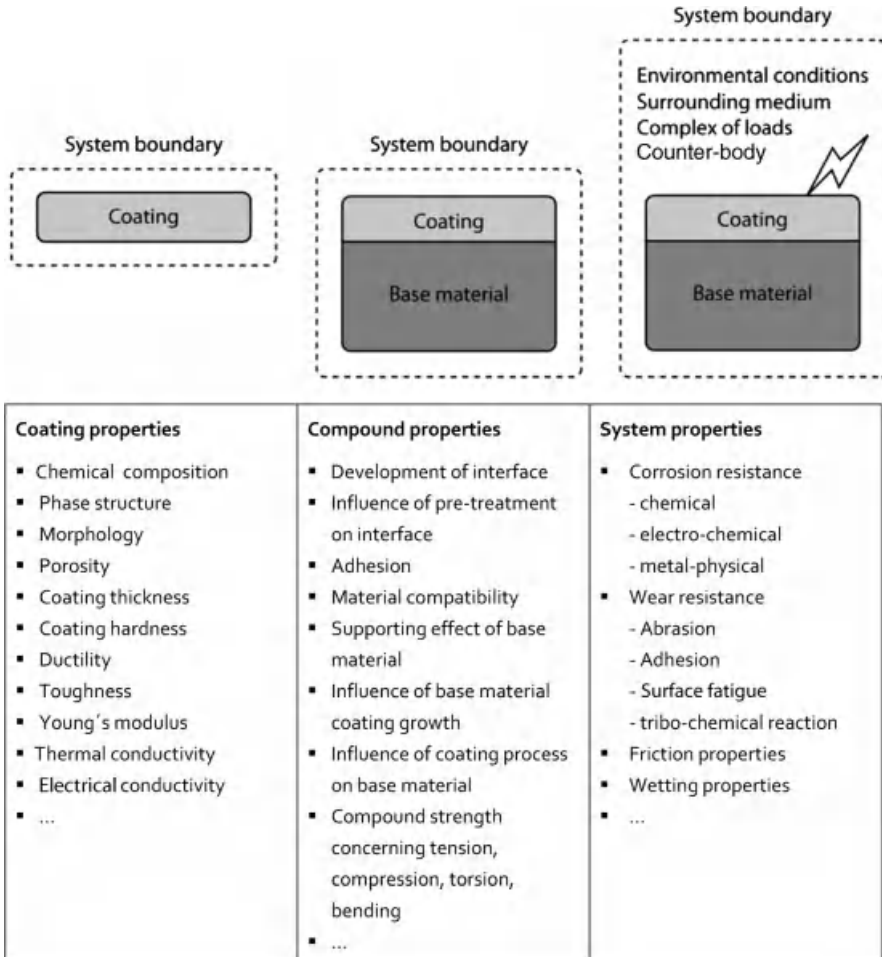 System boundary
Coating
System boundary
Coating
Base material
System boundary
Environmental conditions
Surrounding medium
Complex of loads
Counter-body
Coating
Base material
Coating properties
▪ Chemical composition
▪ Phase structure
▪ Morphology
▪ Porosity
▪ Coating thickness
▪ Coating hardness
▪ Ductility
▪ Toughness
▪ Young´s modulus
▪ Thermal conductivity
▪ Electrical conductivity
▪ ...
Compound properties
▪ Development of interface
▪ Influence of pre-treatment
on interface
▪ Adhesion
▪ Material compatibility
▪ Supporting effect of base
material
▪ Influence of base material
coating growth
▪ Influence of coating process
on base material
▪ Compound strength
concerning tension,
compression, torsion,
bending
▪ ...
System properties
▪ Corrosion resistance
- chemical
- electro-chemical
- metal-physical
▪ Wear resistance
- Abrasion
- Adhesion
- Surface fatigue
- tribo-chemical reaction
▪ Friction properties
▪ Wetting properties
▪ ...